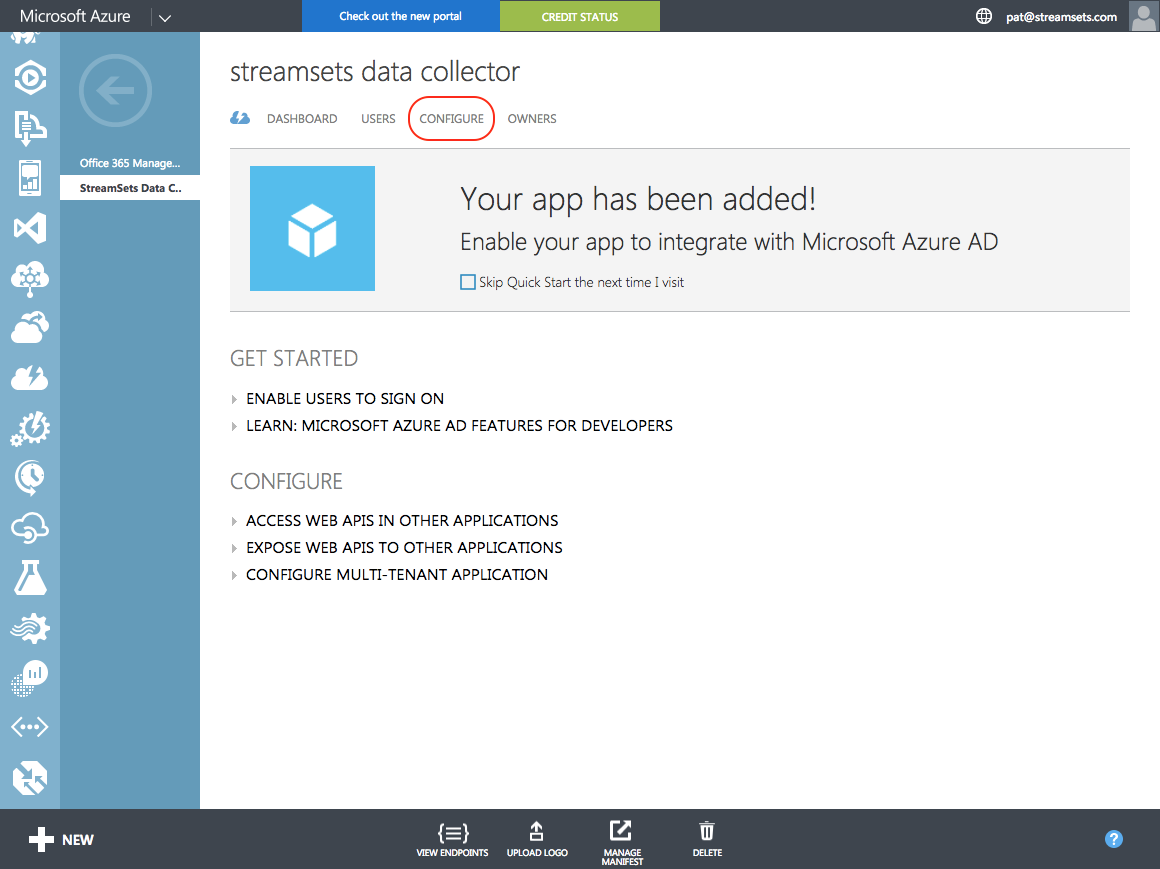 Microsoft Azure
Check out the new portal
CREDIT STATUS
pat@streamsets.com
Office 365 Manage...
StreamSets Data C..
streamsets data collector
DASHBOARD USERS CONFIGURE OWNERS
Your app has been added!
Enable your app to integrate with Microsoft Azure AD
Skip Quick Start the next time I visit
GET STARTED
ENABLE USERS TO SIGN ON
LEARN: MICROSOFT AZURE AD FEATURES FOR DEVELOPERS
CONFIGURE
ACCESS WEB APIS IN OTHER APPLICATIONS
EXPOSE WEB APIS TO OTHER APPLICATIONS
CONFIGURE MULTI-TENANT APPLICATION
NEW
VIEW ENDPOINTS
UPLOAD LOGO
MANAGE
MANIFEST
DELETE
?